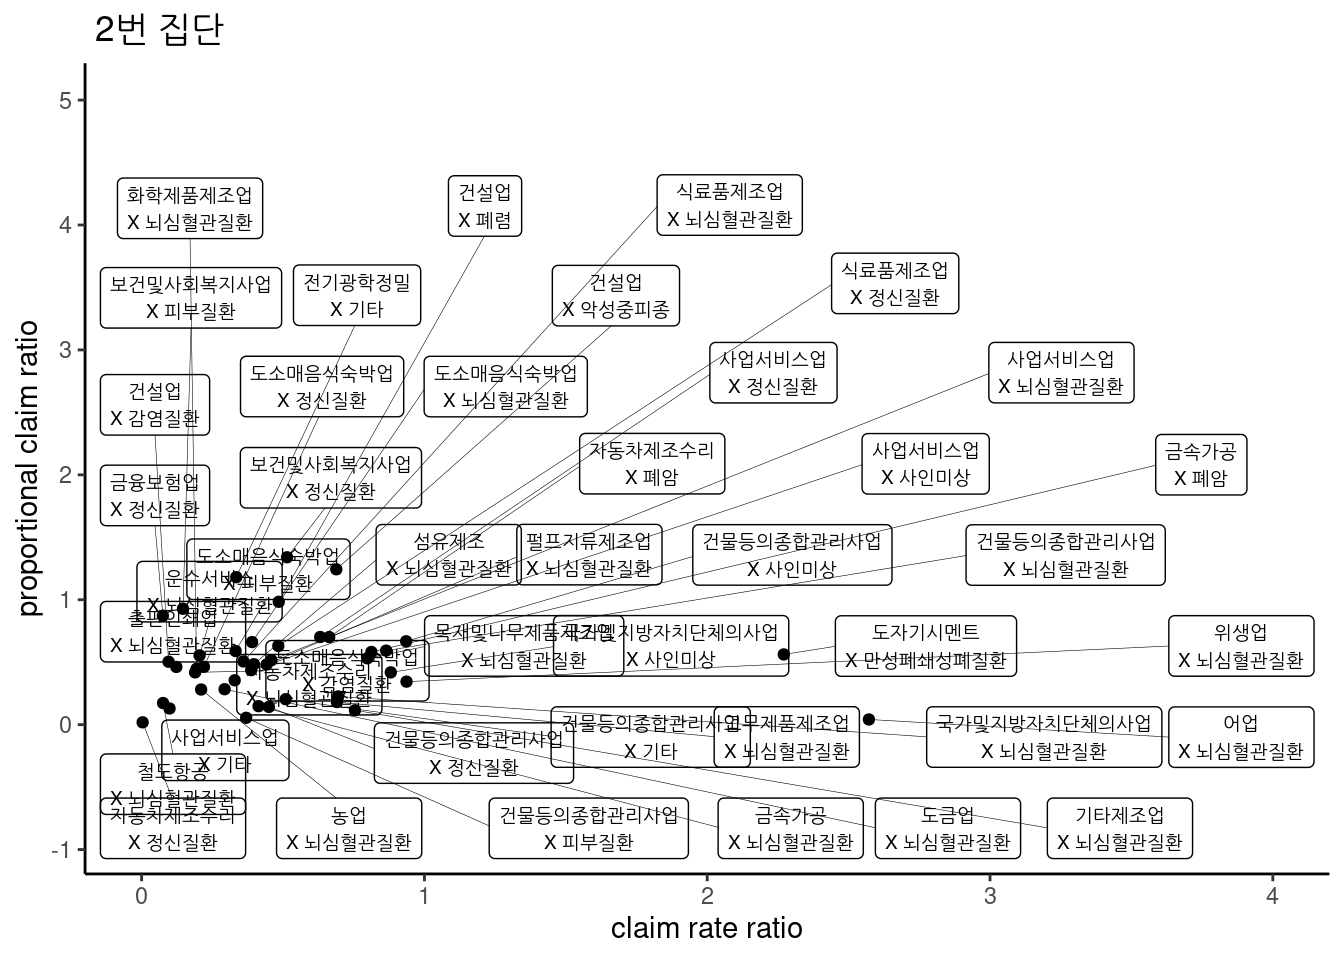 2번 집단
proportional claim ratio
5
4
3
2
1
0
-1
화학제품제조업
X 뇌심혈관질환
건설업
X 폐렴
식료품제조업
X 뇌심혈관질환
보건및사회복지사업
X 피부질환
전기광학정밀
X 기타
건설업
X 악성중피종
식료품제조업
X 정신질환
건설업
X 감염질환
도소매음식숙박업
X 정신질환
도소매음식숙박업
X 뇌심혈관질환
사업서비스업
X 정신질환
사업서비스업
X 뇌심혈관질환
금융보험업
X 정신질환
보건및사회복지사업
X 정신질환
자동차제조수리
X 폐암
사업서비스업
X 사인미상
금속가공
X 폐암
도소매음식숙박업
X 피부질환
운수서비스
X 뇌심혈관질환
섬유제조
X 뇌심혈관질환
펄프지류제조업
X 뇌심혈관질환
건물등의종합관리사업
X 사인미상
건물등의종합관리사업
X 뇌심혈관질환
출판인쇄업
X 뇌심혈관질환
도소매음식숙박업
X 감염질환
자동차제조수리
X 뇌심혈관질환
목재및나무제품제조업
X 뇌심혈관질환
국가및지방자치단체의사업
X 사인미상
도자기시멘트
X 만성폐쇄성폐질환
위생업
X 뇌심혈관질환
사업서비스업
X 기타
건물등의종합관리사업
X 정신질환
건물등의종합관리사업
X 기타
고무제품제조업
X 뇌심혈관질환
국가및지방자치단체의사업
X 뇌심혈관질환
어업
X 뇌심혈관질환
철도항공
X 뇌심혈관질환
자동차제조수리
X 정신질환
농업
X 뇌심혈관질환
건물등의종합관리사업
X 피부질환
금속가공
X 뇌심혈관질환
도금업
X 뇌심혈관질환
기타제조업
X 뇌심혈관질환
0
1
2
3
4
claim rate ratio